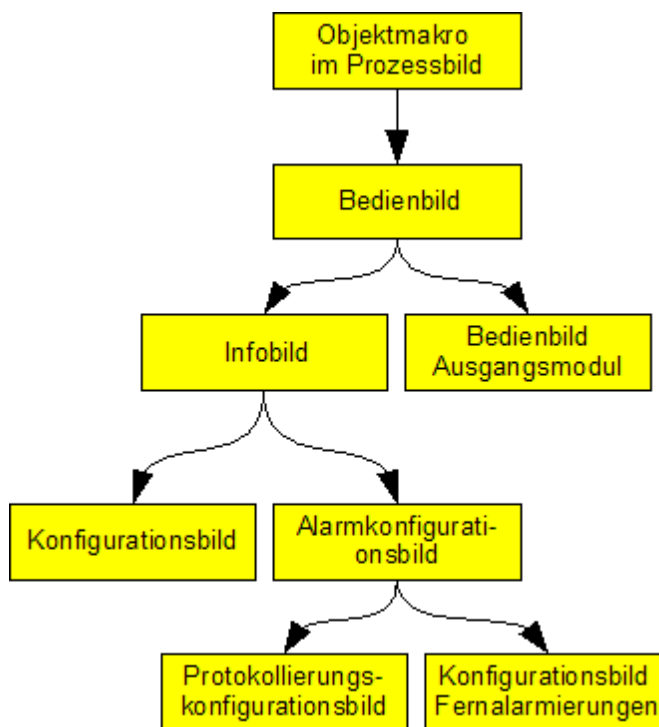 Objektmakro
im Prozessbild
Bedienbild
Infobild
Bedienbild
Ausgangsmodul
Konfigurationsbild
Alarmkonfigurati-
onsbild
Protokollierungs-
konfigurationsbild
Konfigurationsbild
Fernalarmierungen